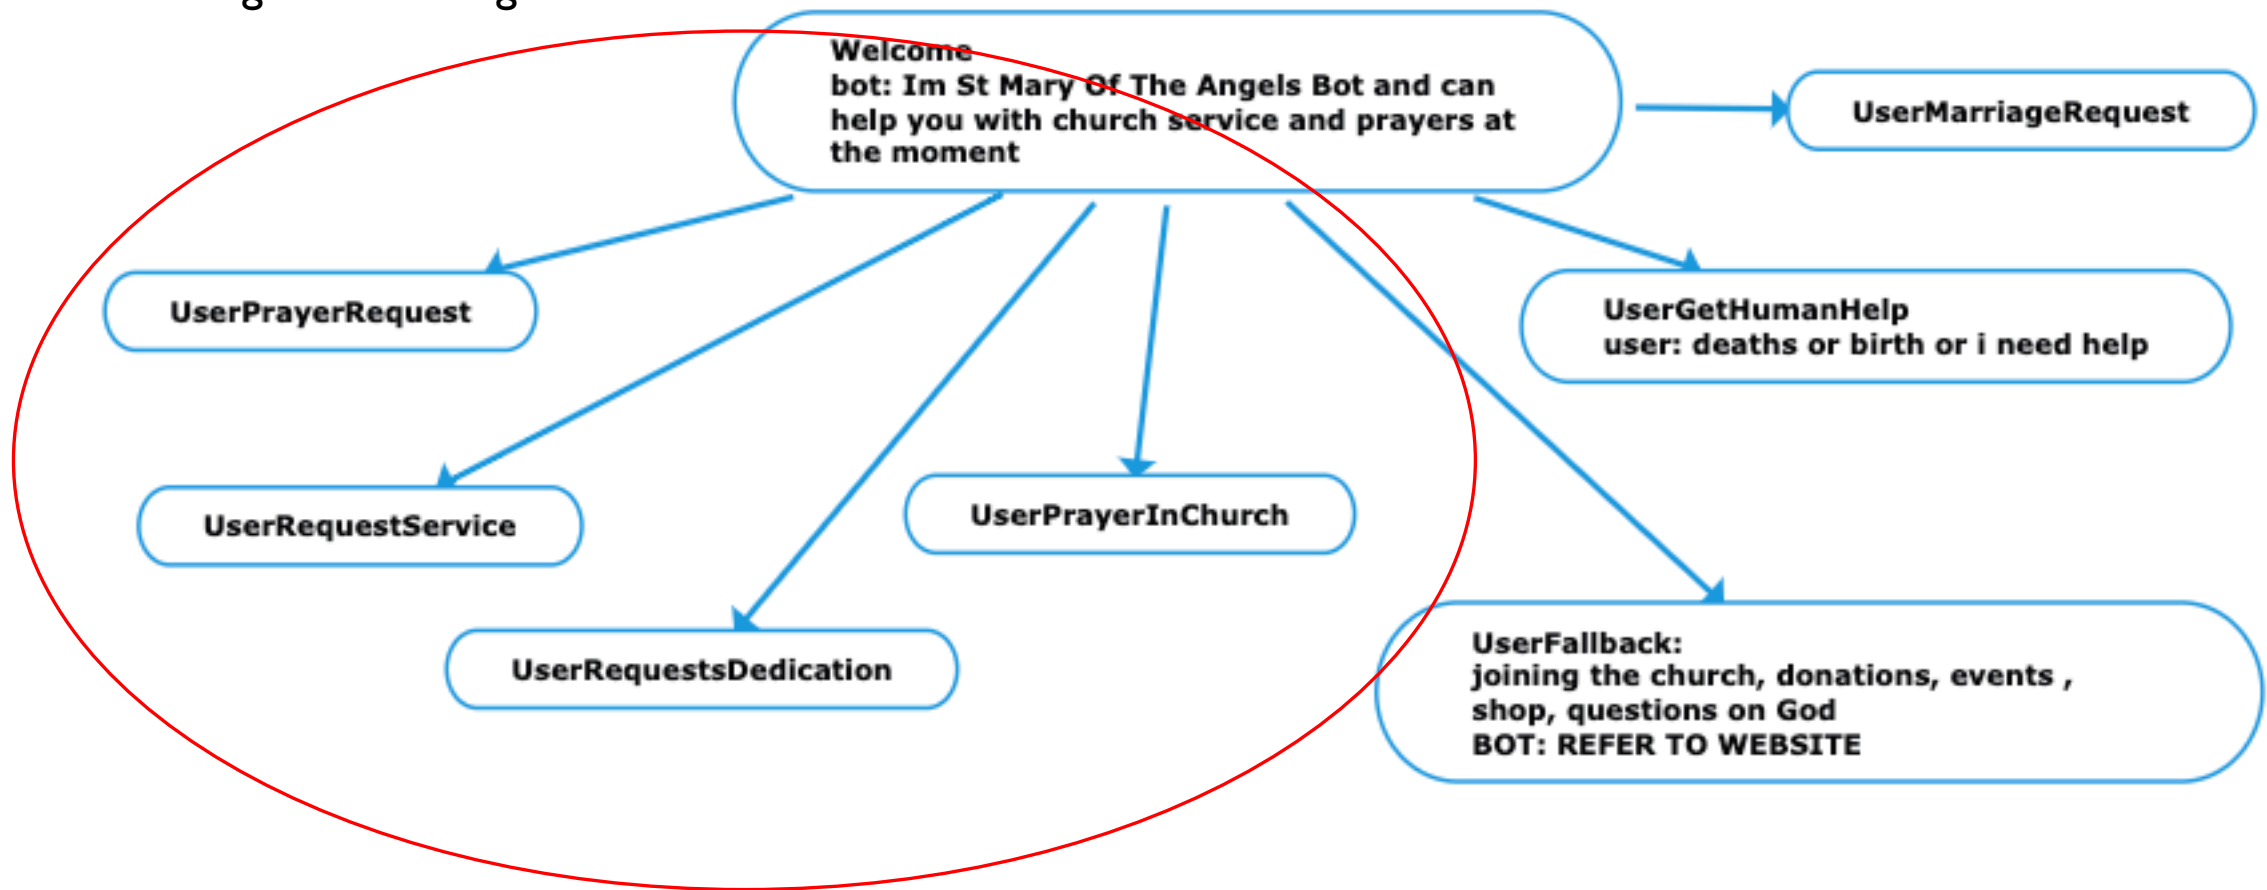 Welcome
bot: Im St Mary Of The Angels Bot and can
help you with church service and prayers at
the moment
UserMarriageRequest
UserPrayerRequest
UserGetHumanHelp
user: deaths or birth or i need help
UserRequestService
UserPrayerInChurch
UserRequestsDedication
UserFallback:
joining the church, donations, events ,
shop, questions on God
BOT: REFER TO WEBSITE